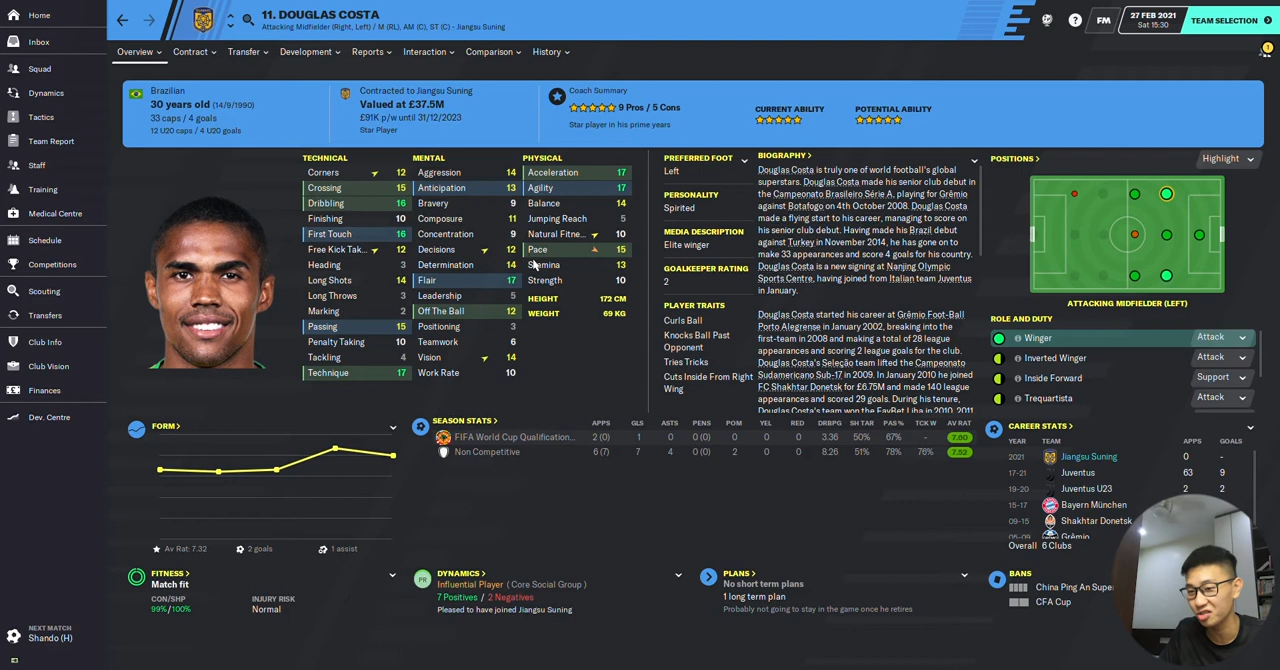 Home
Inbox
Squad
Dynamics
Tactics
Team Report
Staff
Training
Medical Centre
Schedule
Competitions
Scouting
Transfers
Club Info
Club Vision
Finances
Dev. Centre
NEXT MATCH
Shando (H)
11. DOUGLAS COSTA
Attacking Midfielder (Right, Left) / M (RL), AM (C), ST (C) - Jiangsu Suning
FM
27 FEB 2021
Sat 15:30
TEAM SELECTION
Overview
Contract
Transfer
Development
Reports
Interaction
Comparison
History
Brazilian
30 years old (14/9/1990)
33 caps / 4 goals
12 U20 caps / 4 U20 goals
Contracted to Jiangsu Suning
Valued at £37.5M
£91K p/w until 31/12/2023
Star Player
Coach Summary
9 Pros / 5 Cons
Star player in his prime years
CURRENT ABILITY
POTENTIAL ABILITY
TECHNICAL
Corners 12
Crossing 15
Dribbling 16
Finishing 10
First Touch 16
Free Kick Tak... 12
Heading 3
Long Shots 14
Long Throws 3
Marking 2
Passing 15
Penalty Taking 10
Tackling 4
Technique 17
MENTAL
Aggression 14
Anticipation 13
Bravery 9
Composure 11
Concentration 9
Decisions 12
Determination 14
Flair 17
Leadership 5
Off The Ball 12
Positioning 3
Teamwork 6
Vision 14
Work Rate 10
PHYSICAL
Acceleration 17
Agility 17
Balance 14
Jumping Reach 5
Natural Fitne... 10
Pace 15
Stamina 13
Strength 10
HEIGHT 172 CM
WEIGHT 69 KG
PREFERRED FOOT
Left
PERSONALITY
Spirited
MEDIA DESCRIPTION
Elite winger
GOALKEEPER RATING
2
PLAYER TRAITS
Curls Ball
Knocks Ball Past
Opponent
Tries Tricks
Cuts Inside From Right
Wing
BIOGRAPHY
Douglas Costa is truly one of world football's global
superstars. Douglas Costa made his senior club debut in
the Campeonato Brasileiro Série A, playing for Grêmio
against Botafogo on 4th October 2008. Douglas Costa
made a flying start to his career, managing to score on
his senior club debut. Having made his Brazil debut
against Turkey in November 2014, he has gone on to
make 33 appearances and score 4 goals for his country.
Douglas Costa is a new signing at Nanjing Olympic
Sports Centre, having joined from Italian team Juventus
in January.
Douglas Costa started his career at Grêmio Foot-Ball
Porto Alegrense in January 2002, breaking into the
first-team in 2008 and making a total of 28 league
appearances and scoring 2 league goals for the club.
Douglas Costa's Seleção team lifted the Campeonato
Sudamericano Sub-17 in 2009. In January 2010 he joined
FC Shakhtar Donetsk for £6.75M and made 140 league
appearances and scored 29 goals. During his tenure,
Douglas Costa's team won the FavBet Liha in 2010, 2011
POSITIONS
Highlight
ATTACKING MIDFIELDER (LEFT)
ROLE AND DUTY
Winger Attack
Inverted Winger Attack
Inside Forward Support
Trequartista Attack
FORM
Av Rat: 7.32
2 goals
1 assist
SEASON STATS APPS GLS ASTS PENS POM YEL RED DRBPG SH TAR PAS % TCK W AV RAT
FIFA World Cup Qualification... 2 (0) 1 0 0 (0) 0 0 0 3.36 50% 67% - 7.60
Non Competitive 6 (7) 7 4 0 (0) 2 0 0 8.26 51% 78% 76% 7.52
CAREER STATS
YEAR TEAM APPS GOALS
2021 Jiangsu Suning 0 -
17-21 Juventus 63 9
19-20 Juventus U23 2 2
15-17 Bayern München
09-15 Shakhtar Donetsk
05-09 Grêmio
Overall 6 Clubs
FITNESS
Match fit
CON/SHP
99%/100%
INJURY RISK
Normal
PR
DYNAMICS
Influential Player (Core Social Group)
7 Positives / 2 Negatives
Pleased to have joined Jiangsu Suning
PLANS
No short term plans
1 long term plan
Probably not going to stay in the game once he retires
BANS
China Ping An Supe
CFA Cup